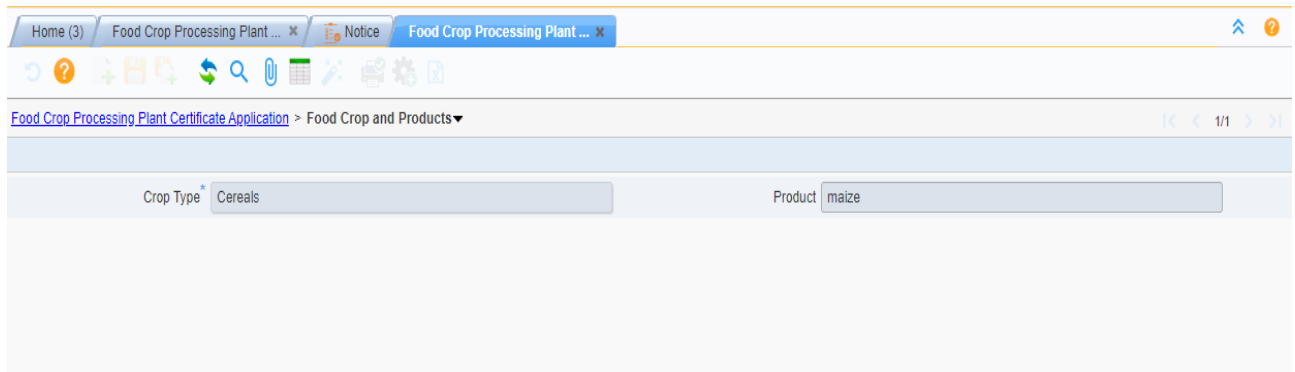 Home (3) Food Crop Processing Plant ... Notice Food Crop Processing Plant ...
Food Crop Processing Plant Certificate Application > Food Crop and Products
1/1
Crop Type* Cereals Product maize